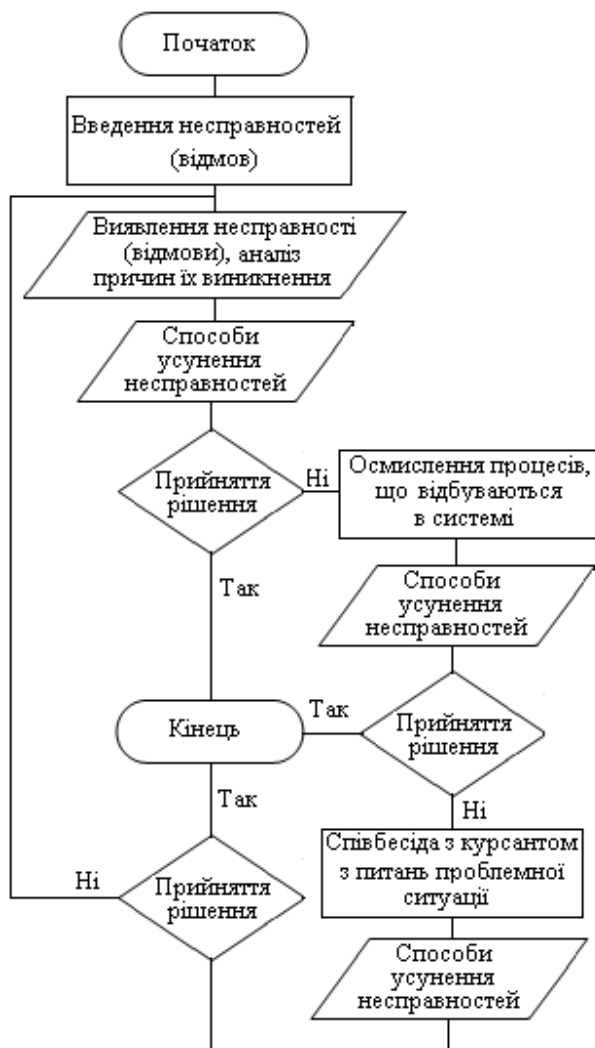 Початок
Введення несправностей
(відмов)
Виявлення несправності
(відмови), аналіз
причин їх виникнення
Способи
усунення
несправностей
Прийняття
рішення
Ні
Осмислення процесів,
що відбуваються
в системі
Так
Способи
усунення
несправностей
Кінець
Так
Прийняття
рішення
Так
Ні
Співбесіда з курсантом
з питань проблемної
ситуації
Ні
Прийняття
рішення
Способи
усунення
несправностей